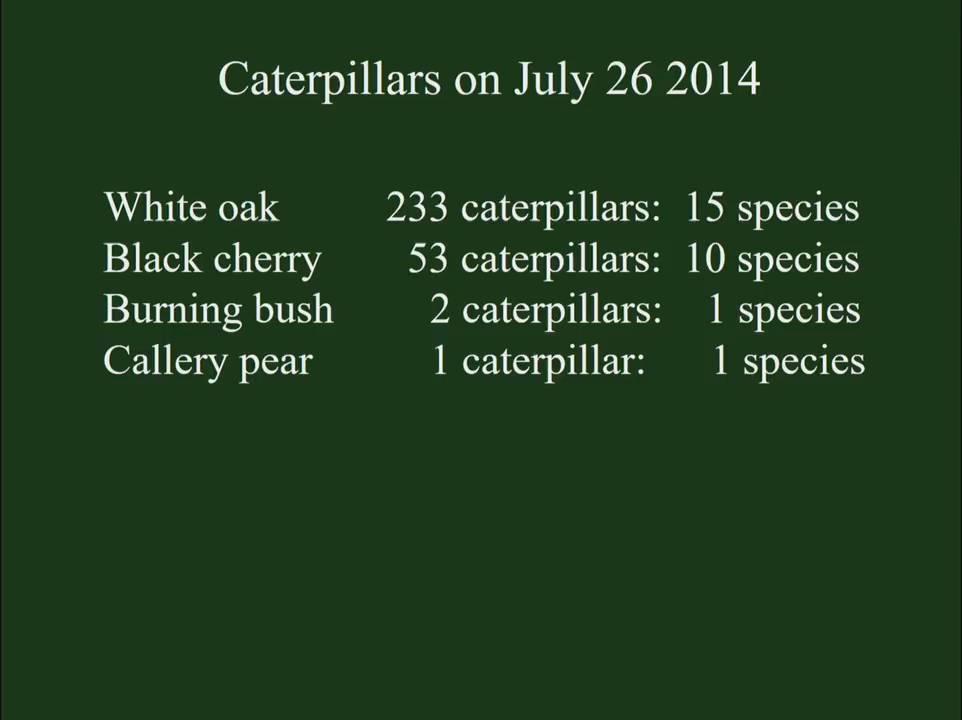 Caterpillars on July 26 2014
White oak 233 caterpillars: 15 species
Black cherry 53 caterpillars: 10 species
Burning bush 2 caterpillars: 1 species
Callery pear 1 caterpillar: 1 species